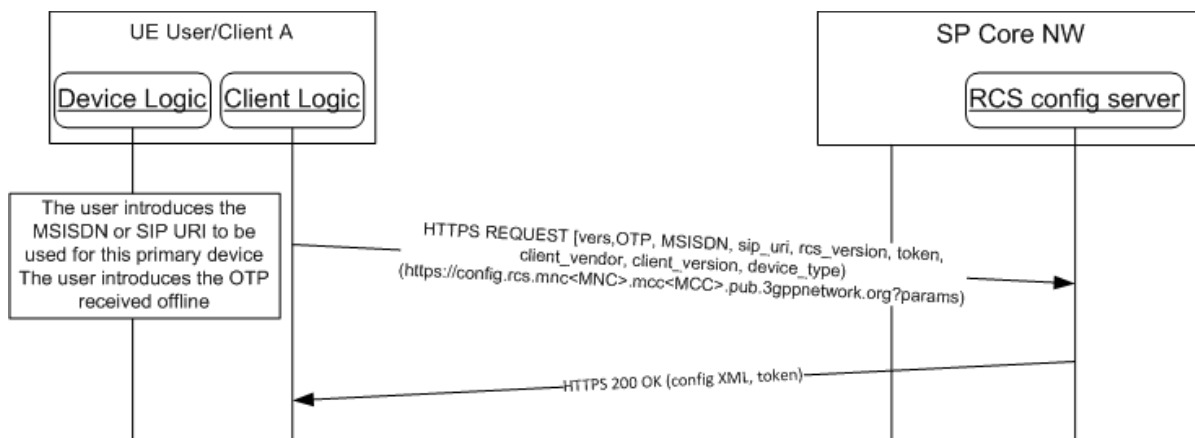 UE User/Client A
SP Core NW
Device Logic
Client Logic
RCS config server
The user introduces the
MSISDN or SIP URI to be
used for this primary device
The user introduces the OTP
received offline
HTTPS REQUEST [vers,OTP, MSISDN, sip_uri, rcs_version, token,
client_vendor, client_version, device_type)
(https://config.rcs.mnc<MNC>.mcc<MCC>.pub.3gppnetwork.org?params)
HTTPS 200 OK (config XML, token)